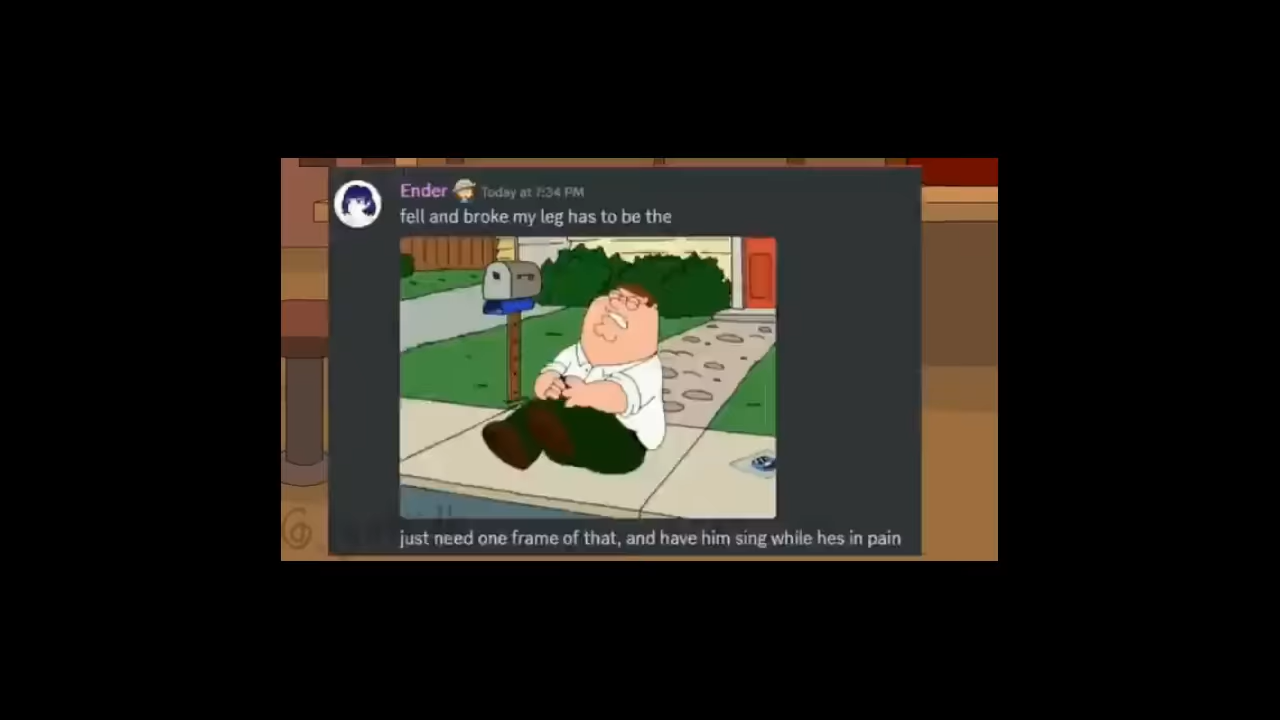 Ender Today at 7:34 PM
fell and broke my leg has to be the
just need one frame of that, and have him sing while hes in pain